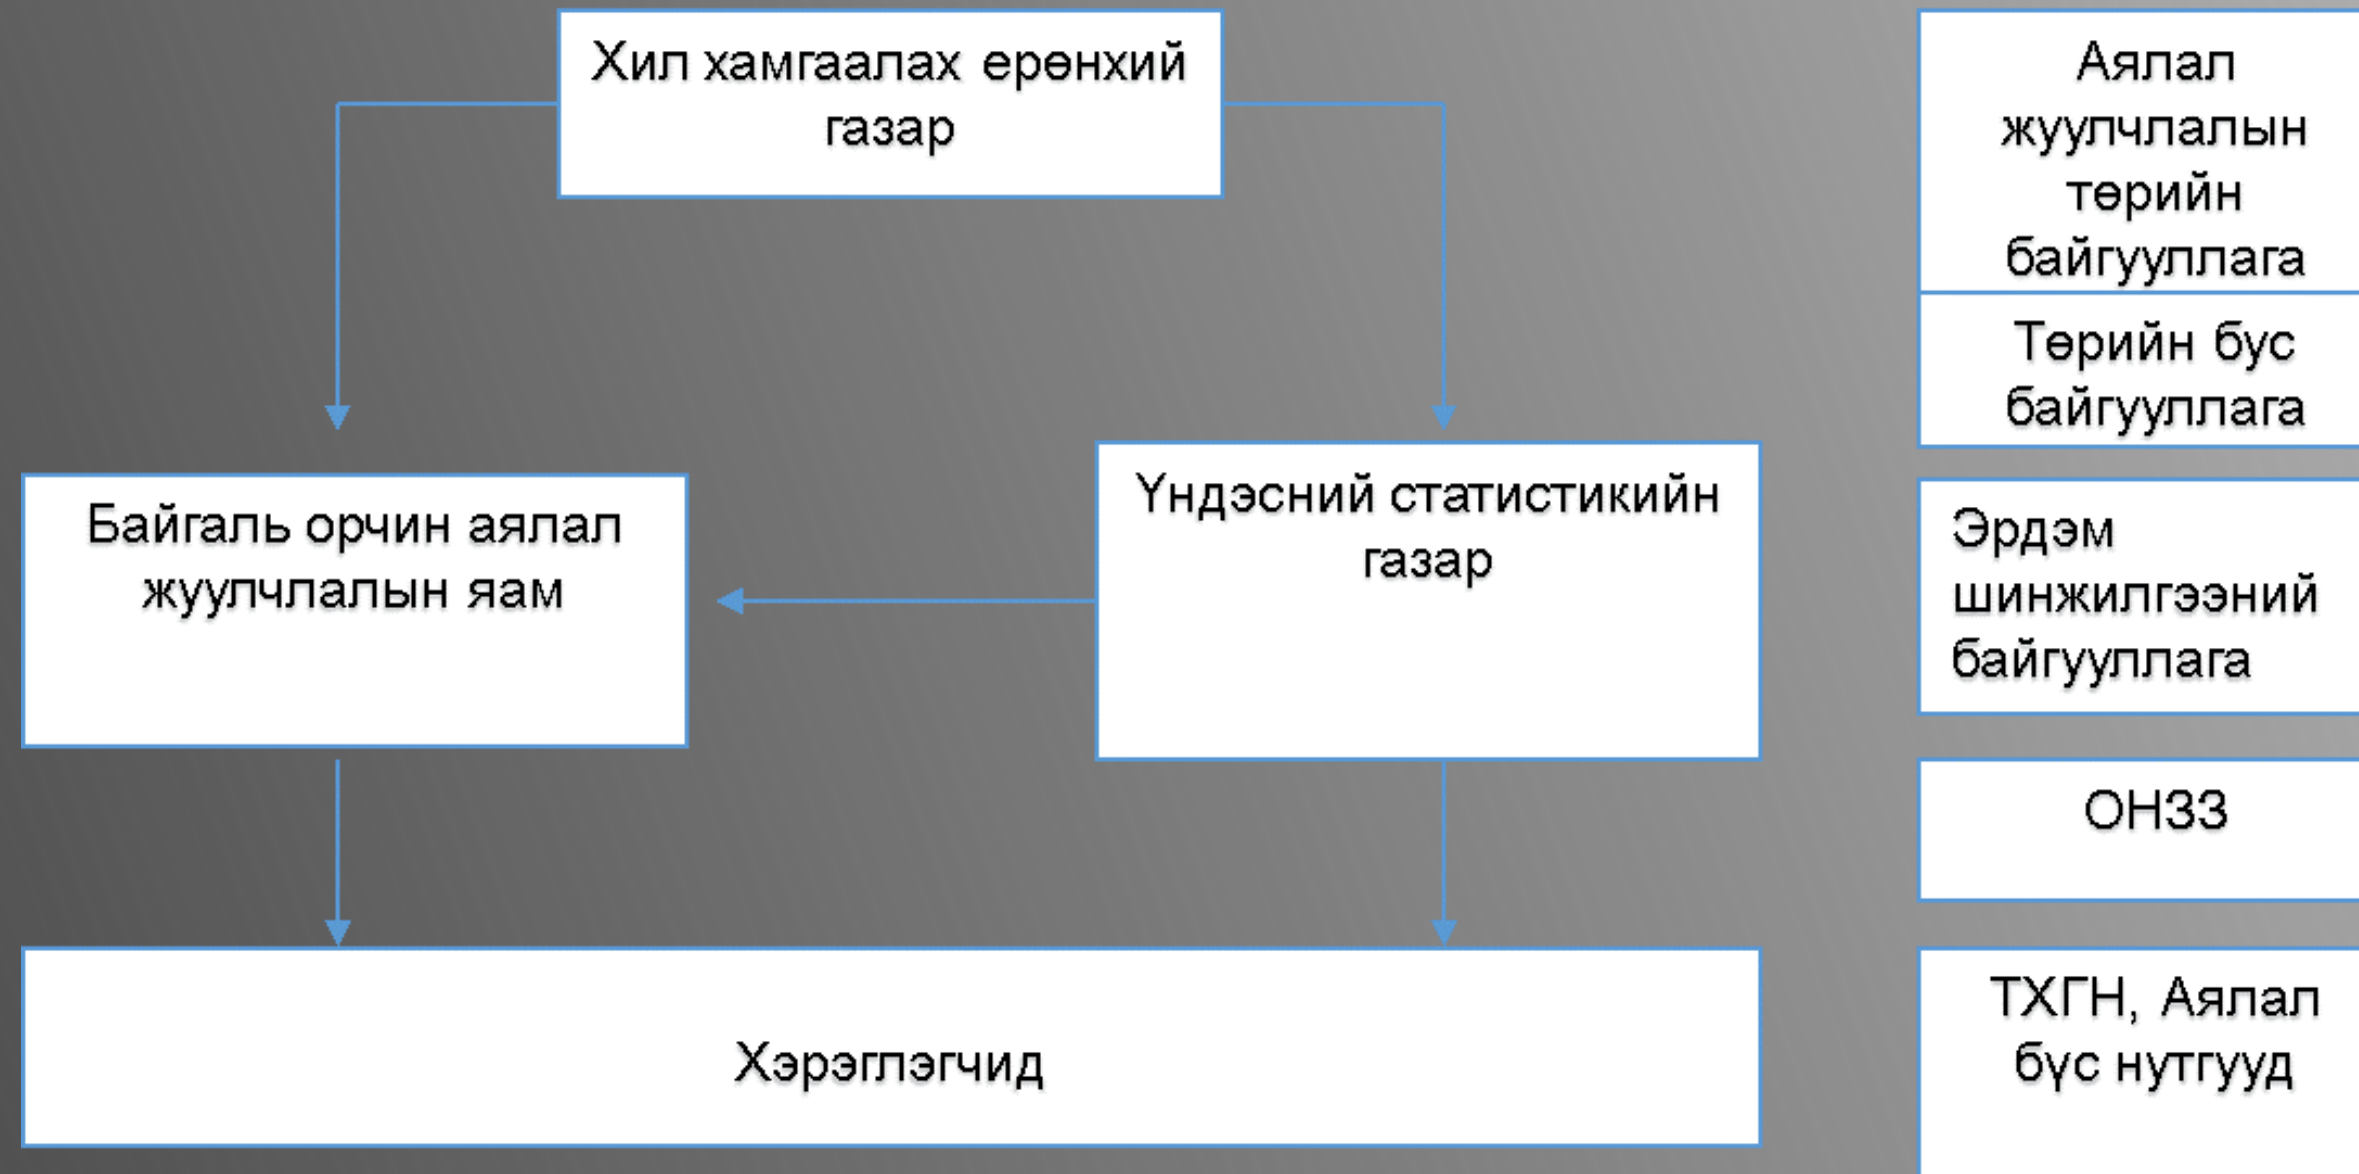 Хил хамгаалах ерөнхий
газар
Байгаль орчин аялал
жуулчлалын яам
Үндэсний статистикийн
газар
Хэрэглэгчид
Аялал
жуулчлалын
төрийн
байгууллага
Төрийн бус
байгууллага
Эрдэм
шинжилгээний
байгууллага
ОНЗЗ
ТХГН, Аялал
бүс нутгууд